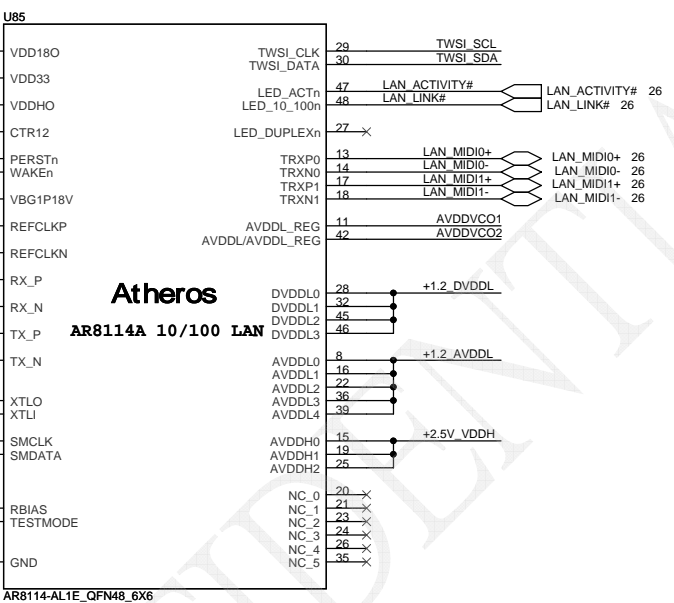 U85
VDD18O TWSI_CLK 29 TWSI_SCL
TWSI_DATA 30 TWSI_SDA
VDD33
LED_ACTn 47 LAN_ACTIVITY# LAN_ACTIVITY# 26
VDDHO LED_10_100n 48 LAN_LINK# LAN_LINK# 26
CTR12 LED_DUPLEXn 27
PERSTn TRXP0 13 LAN_MIDI0+ LAN_MIDI0+ 26
WAKEn TRXN0 14 LAN_MIDI0- LAN_MIDI0- 26
TRXP1 17 LAN_MIDI1+ LAN_MIDI1+ 26
VBG1P18V TRXN1 18 LAN_MIDI1- LAN_MIDI1- 26
REFCLKP AVDDL_REG 11 AVDDVCO1
AVDDL/AVDDL_REG 42 AVDDVCO2
REFCLKN
RX_P
Atheros DVDDL0 28 +1.2_DVDDL
RX_N DVDDL1 32
DVDDL2 45
TX_P AR8114A 10/100 LAN DVDDL3 46
TX_N AVDDL0 8 +1.2_AVDDL
AVDDL1 16
AVDDL2 22
XTLO AVDDL3 36
XTLI AVDDL4 39
SMCLK AVDDH0 15 +2.5V_VDDH
SMDATA AVDDH1 19
AVDDH2 25
NC_0 20
RBIAS NC_1 21
TESTMODE NC_2 23
NC_3 24
NC_4 26
GND NC_5 35
AR8114-AL1E_QFN48_6X6